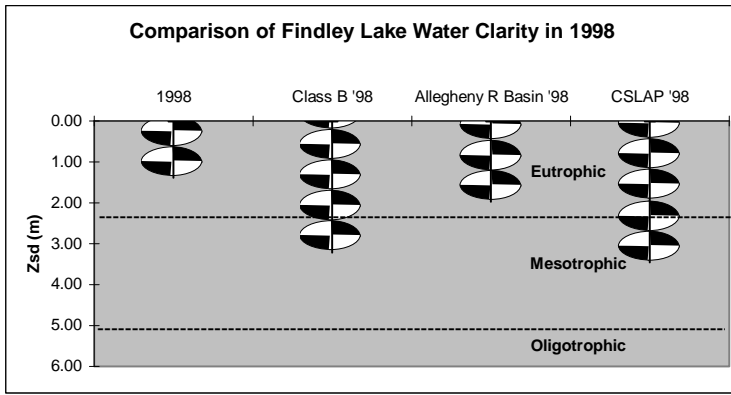 Comparison of Findley Lake Water Clarity in 1998
1998 Class B '98 Allegheny R Basin '98 CSLAP '98
0.00
1.00
Eutrophic
2.00
Zsd (m)
3.00
Mesotrophic
4.00
5.00
Oligotrophic
6.00